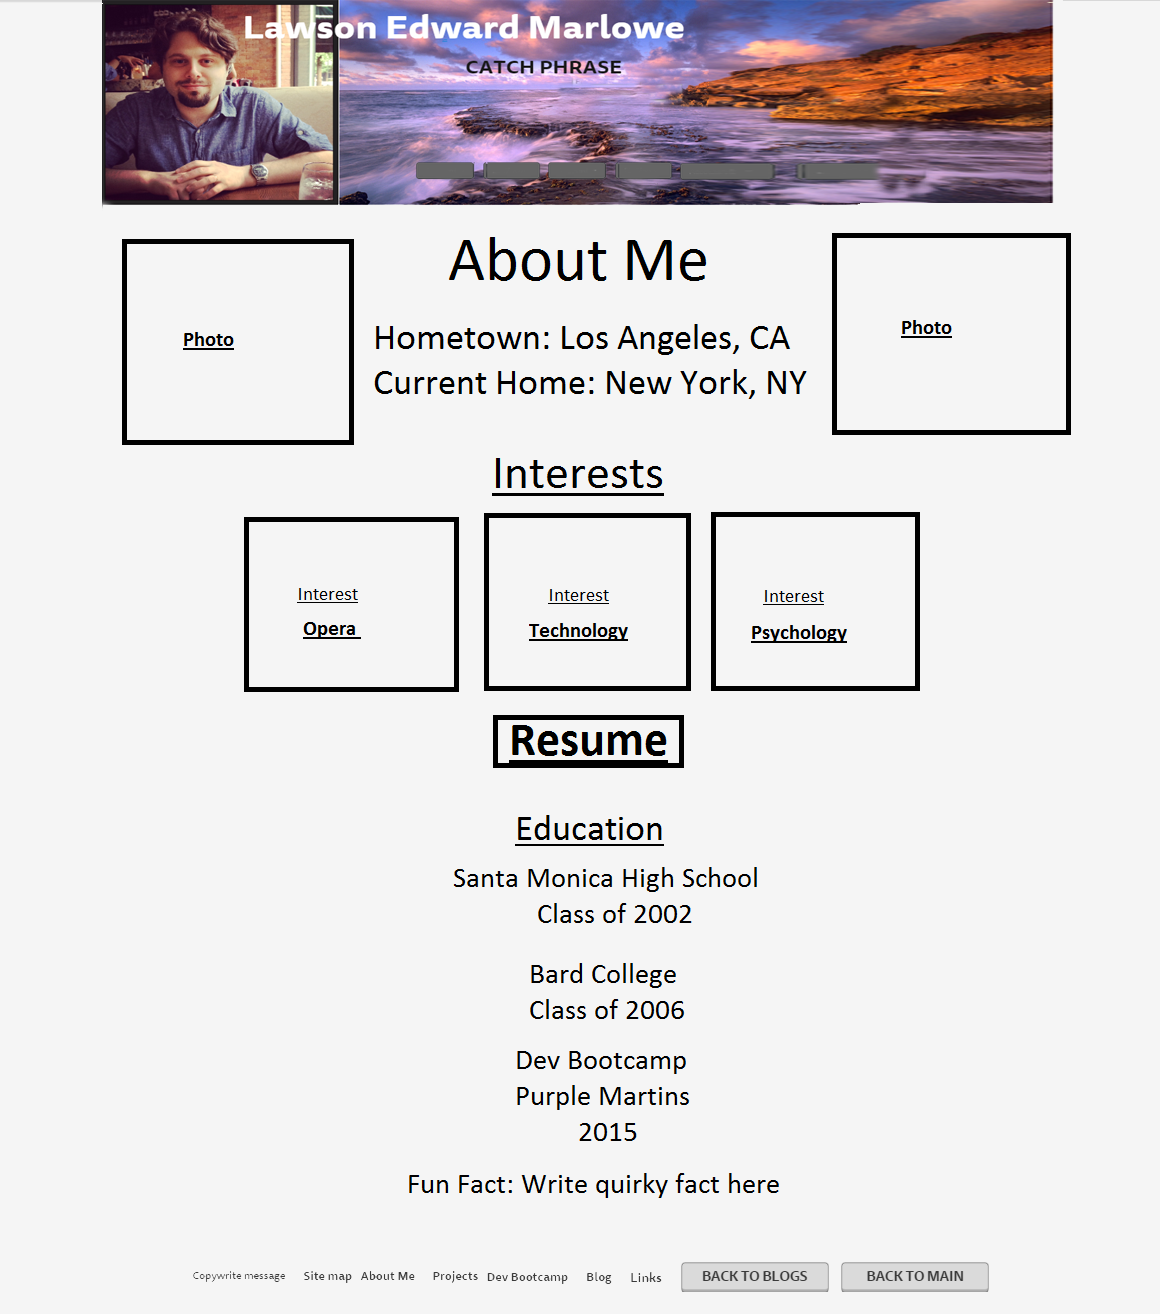 Lawson Edward Marlowe
CATCH PHRASE
About Me
Photo
Photo
Hometown: Los Angeles, CA
Current Home: New York, NY
Interests
Interest
Opera
Interest
Technology
Interest
Psychology
Resume
Education
Santa Monica High School
Class of 2002
Bard College
Class of 2006
Dev Bootcamp
Purple Martins
2015
Fun Fact: Write quirky fact here
Copywrite message Site map About Me Projects Dev Bootcamp Blog Links BACK TO BLOGS BACK TO MAIN